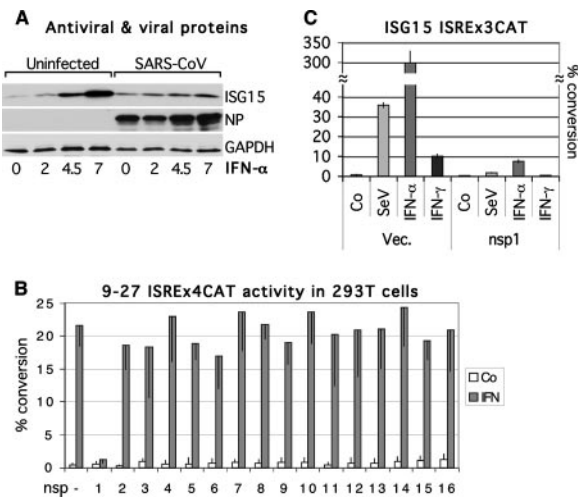 A
Antiviral & viral proteins
Uninfected SARS-CoV
ISG15
NP
GAPDH
0 2 4.5 7 0 2 4.5 7 IFN-α
C
ISG15 ISREx3CAT
350
300
40
30
20
10
0
% conversion
Co SeV IFN-α IFN-γ Co SeV IFN-α IFN-γ
Vec. nsp1
B
9-27 ISREx4CAT activity in 293T cells
% conversion
25
20
15
10
5
0
Co
IFN
nsp - 1 2 3 4 5 6 7 8 9 10 11 12 13 14 15 16